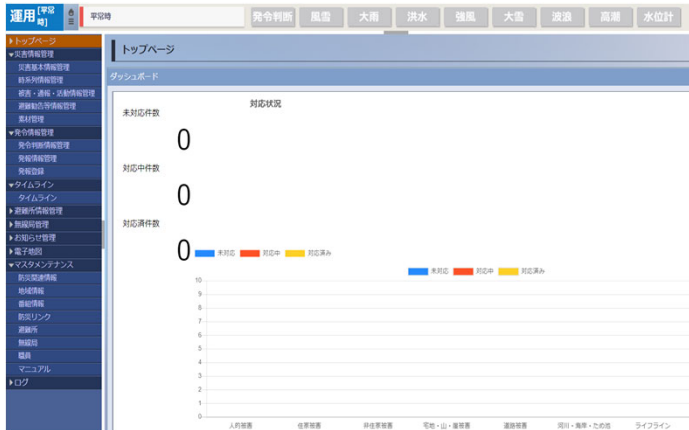 運用[平常時]
平常時
発令判断 風雪 大雨 洪水 強風 大雪 波浪 高潮 水位計
トップページ
災害情報管理
災害基本情報管理
時系列情報管理
被害・通報・活動情報管理
避難勧告等情報管理
素材管理
発令情報管理
発令判断情報管理
発報情報管理
発報登録
タイムライン
タイムライン
避難所情報管理
無線局管理
お知らせ管理
電子地図
マスタメンテナンス
防災関連情報
地域情報
番組情報
防災リンク
避難所
無線局
職員
マニュアル
ログ
トップページ
ダッシュボード
対応状況
未対応件数
0
対応中件数
0
対応済件数
0
未対応 対応中 対応済み
未対応 対応中 対応済み
10
9
8
7
6
5
4
3
2
1
0
人的被害 住家被害 非住家被害 宅地・山・崖被害 道路被害 河川・海岸・ため池 ライフライン